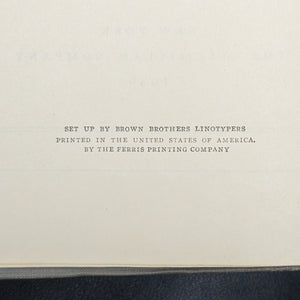 SET UP BY BROWN BROTHERS LINOTYPERS
PRINTED IN THE UNITED STATES OF AMERICA.
BY THE FERRIS PRINTING COMPANY